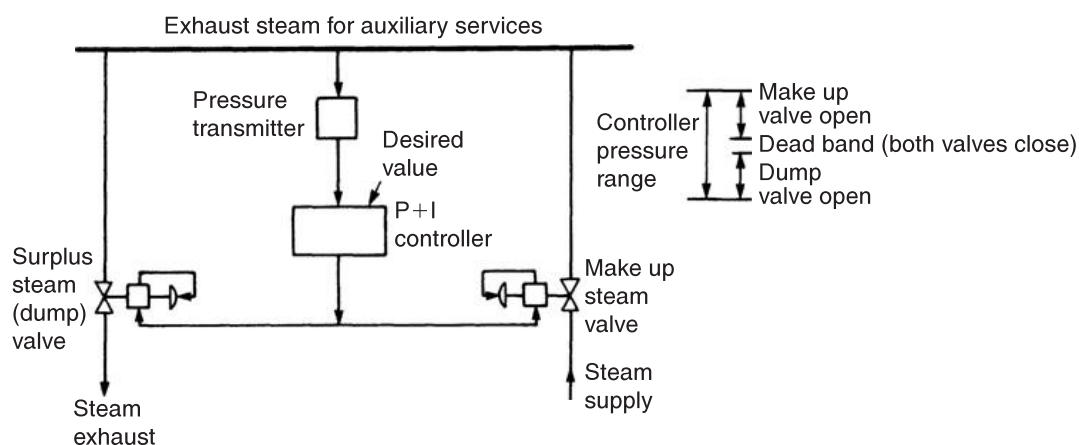 Exhaust steam for auxiliary services
Pressure
transmitter
Desired
value
P+I
controller
Surplus
steam
(dump)
valve
Make up
steam
valve
Steam
supply
Steam
exhaust
Controller
pressure
range
Make up
valve open
Dead band (both valves close)
Dump
valve open